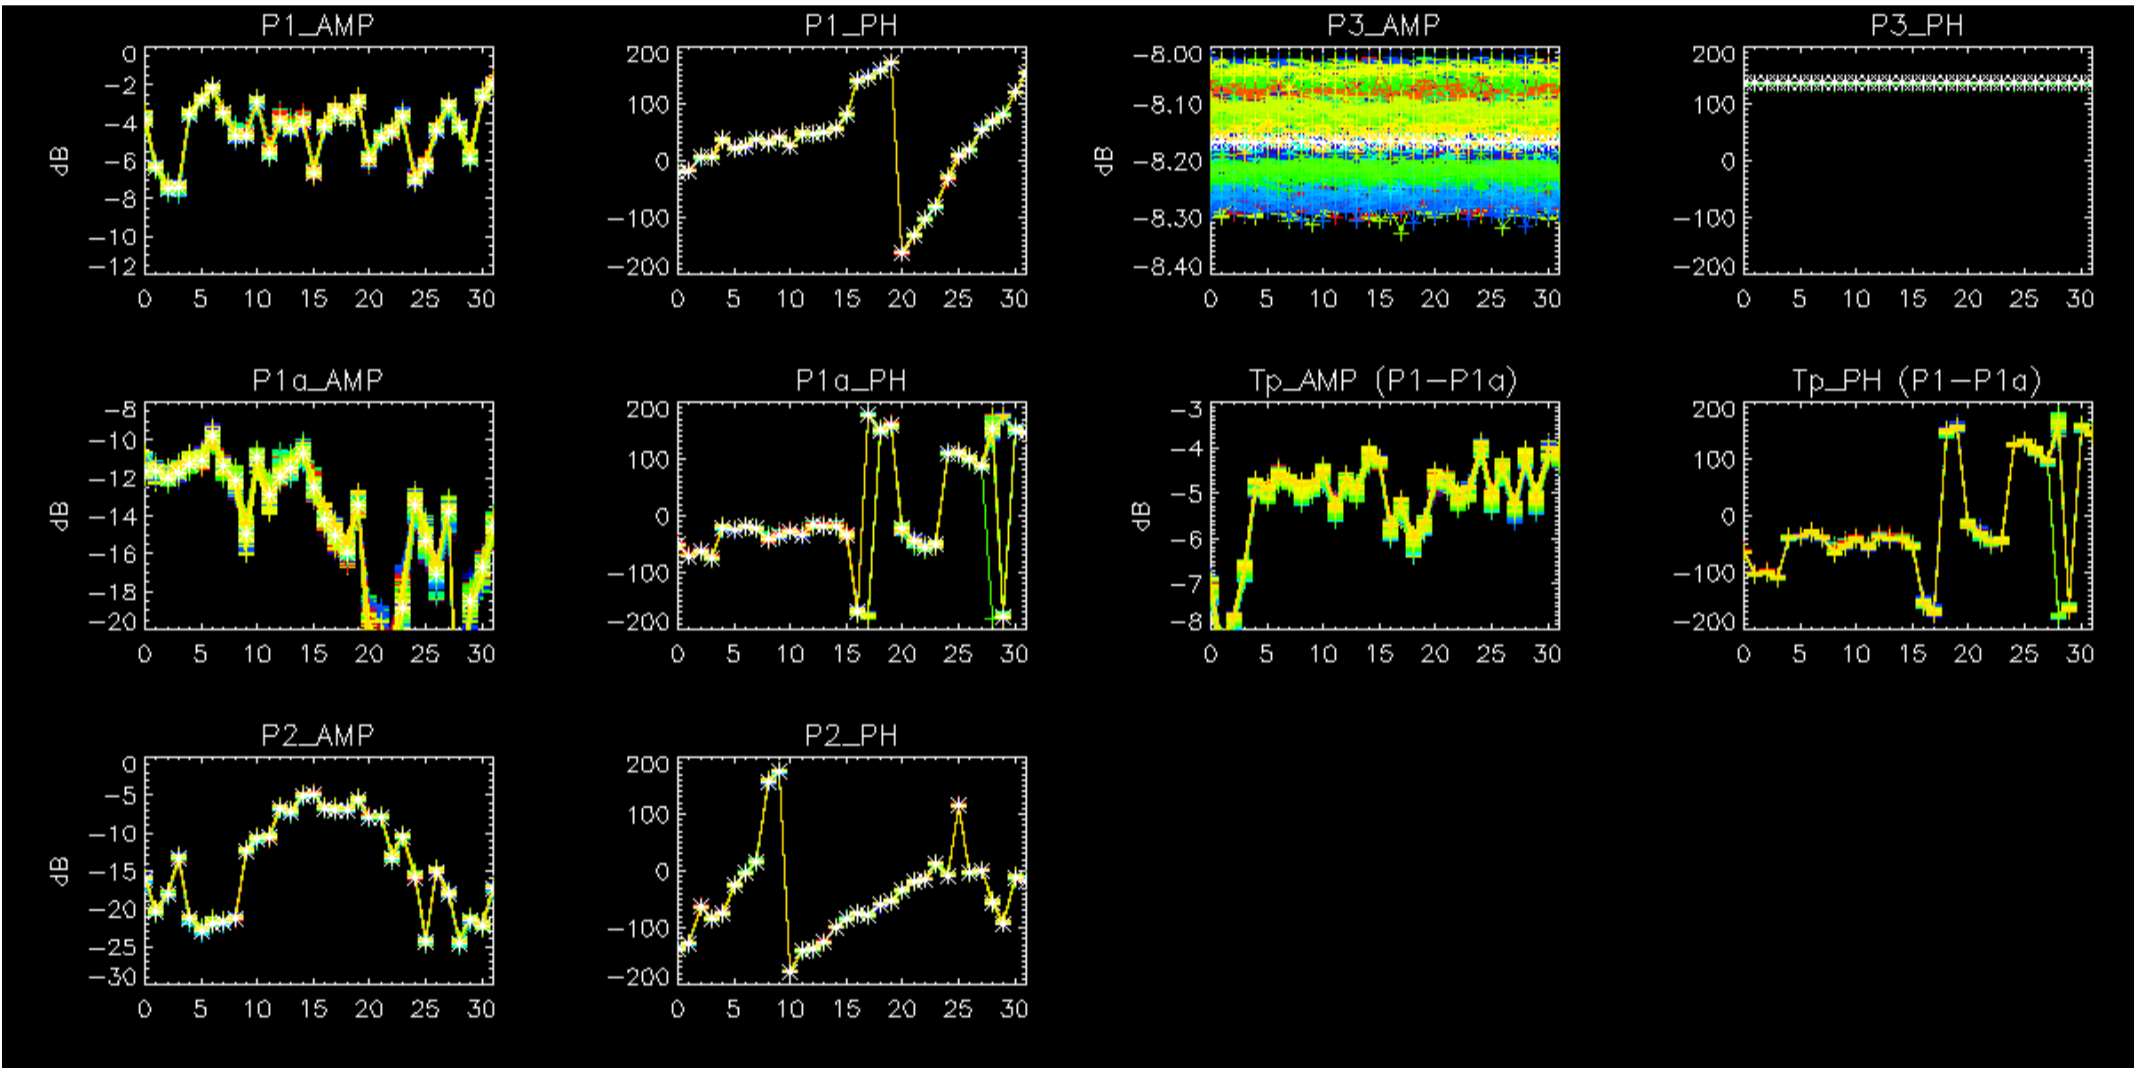 P1_AMP
P1_PH
P3_AMP
P3_PH
dB
0
-2
-4
-6
-8
-10
-12
0 5 10 15 20 25 30
200
100
0
-100
-200
0 5 10 15 20 25 30
dB
-8.00
-8.10
-8.20
-8.30
-8.40
0 5 10 15 20 25 30
200
100
0
-100
-200
0 5 10 15 20 25 30
P1a_AMP
P1a_PH
Tp_AMP (P1-P1a)
Tp_PH (P1-P1a)
dB
-8
-10
-12
-14
-16
-18
-20
0 5 10 15 20 25 30
200
100
0
-100
-200
0 5 10 15 20 25 30
dB
-3
-4
-5
-6
-7
-8
0 5 10 15 20 25 30
200
100
0
-100
-200
0 5 10 15 20 25 30
P2_AMP
P2_PH
dB
0
-5
-10
-15
-20
-25
-30
0 5 10 15 20 25 30
200
100
0
-100
-200
0 5 10 15 20 25 30